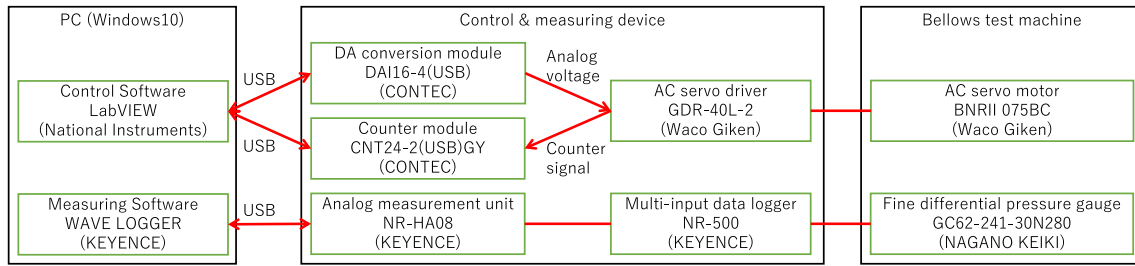 PC (Windows10)
Control & measuring device
Bellows test machine
Control Software
LabVIEW
(National Instruments)
USB
USB
DA conversion module
DAI16-4(USB)
(CONTEC)
Analog
voltage
Counter module
CNT24-2(USB)GY
(CONTEC)
Counter
signal
AC servo driver
GDR-40L-2
(Waco Giken)
AC servo motor
BNRII 075BC
(Waco Giken)
Measuring Software
WAVE LOGGER
(KEYENCE)
USB
Analog measurement unit
NR-HA08
(KEYENCE)
Multi-input data logger
NR-500
(KEYENCE)
Fine differential pressure gauge
GC62-241-30N280
(NAGANO KEIKI)